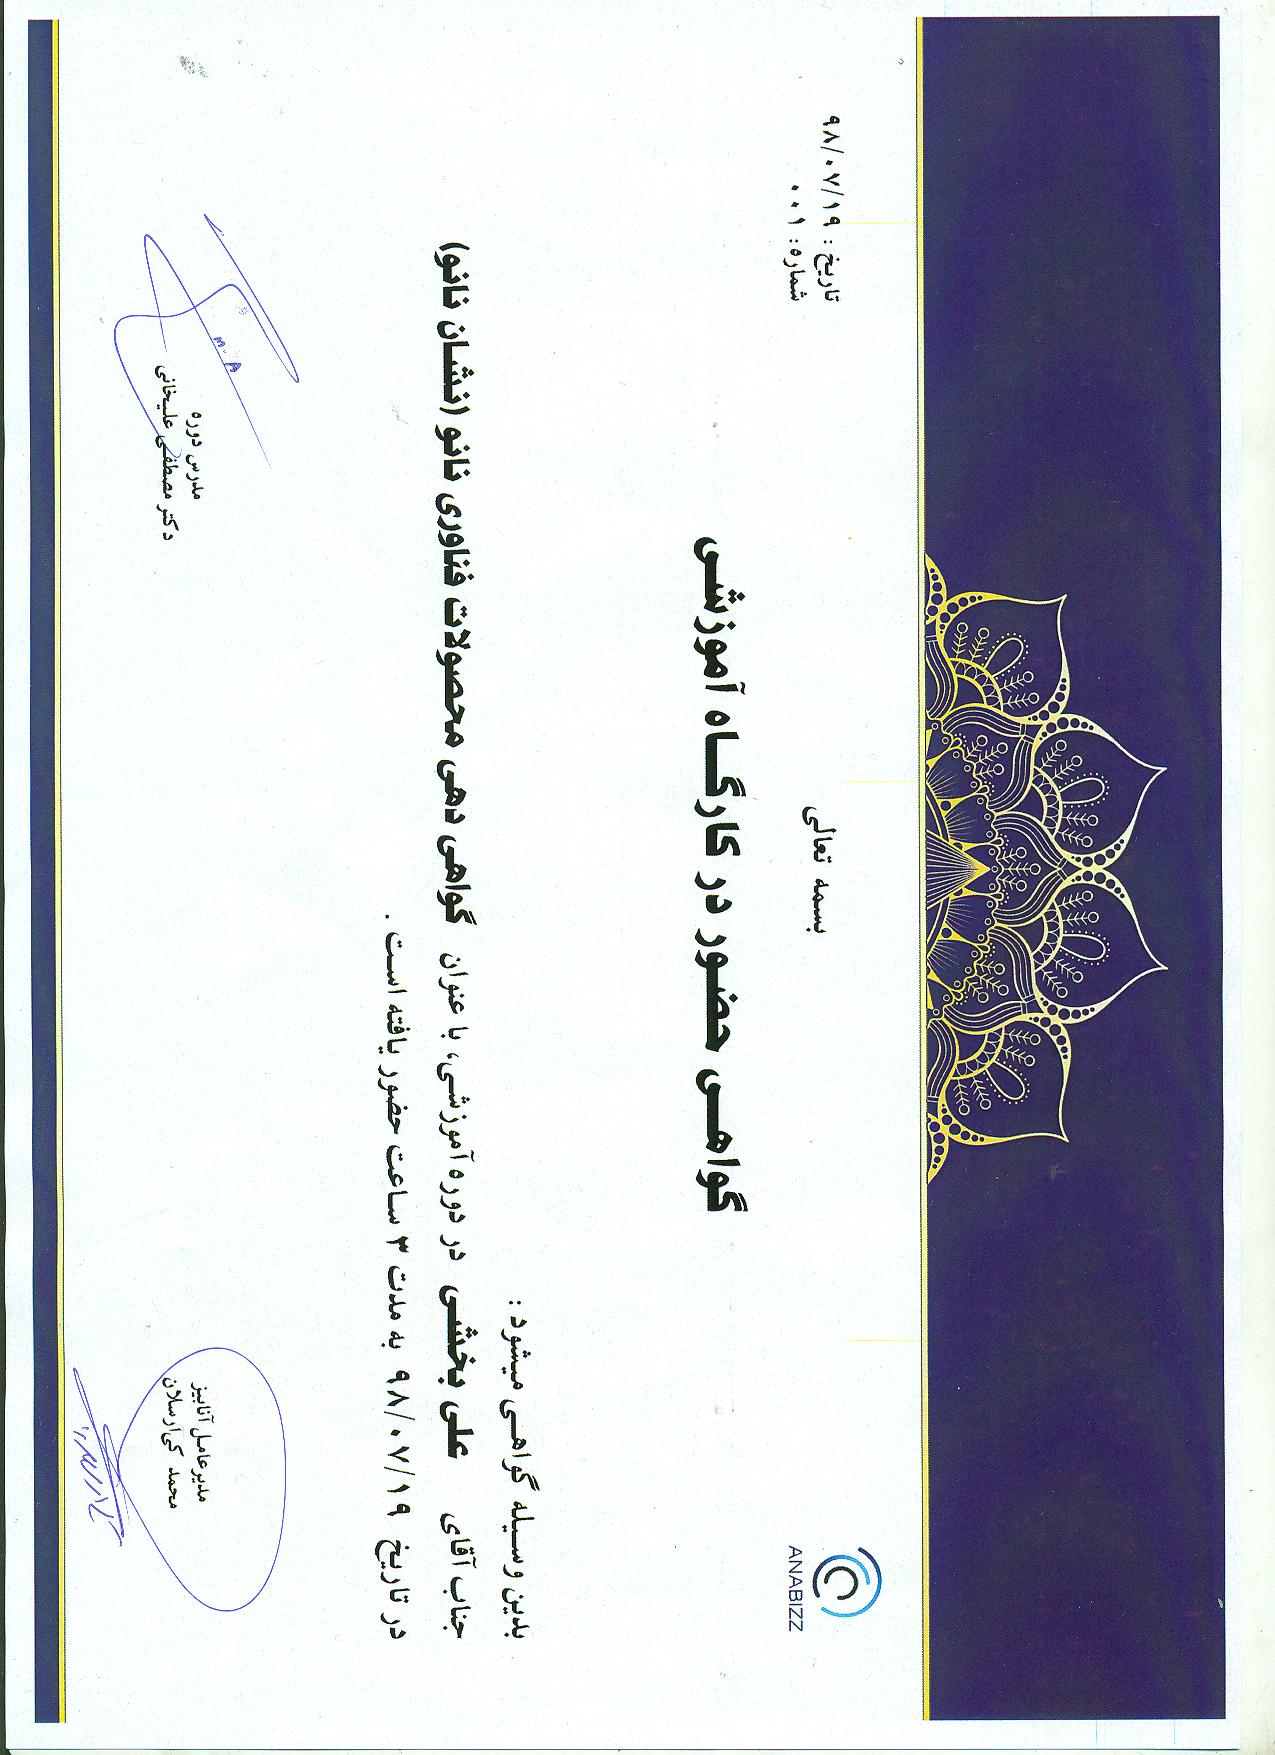 ANABIZZ
بسمه تعالی
تاریخ : ۹۸/۰۷/۱۹
شماره: ۰۰۱
گواهی حضور در کارگاه آموزشی
بدین وسیله گواهی میشود :
جناب آقای علی بخشی در دوره آموزشی، با عنوان گواهی دهی محصولات فناوری نانو (نشان نانو)
در تاریخ ۹۸/۰۷/۱۹ به مدت ۳ ساعت حضور یافته است .
مدیرعامل آنابیز
محمد کی‌ارسلان
M.A
مدرس دوره
دکتر مصطفی علیخانی